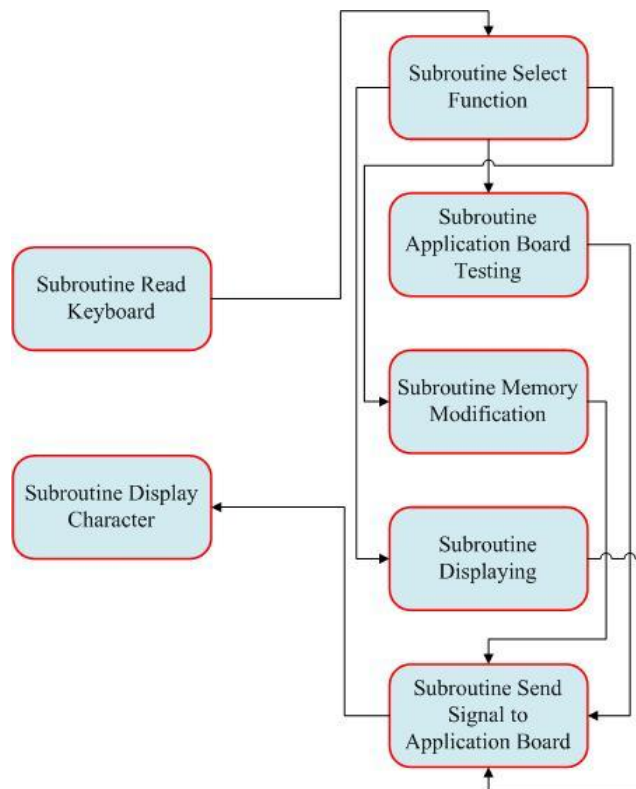 Subroutine Select
Function
Subroutine
Application Board
Testing
Subroutine Read
Keyboard
Subroutine Memory
Modification
Subroutine Display
Character
Subroutine
Displaying
Subroutine Send
Signal to
Application Board